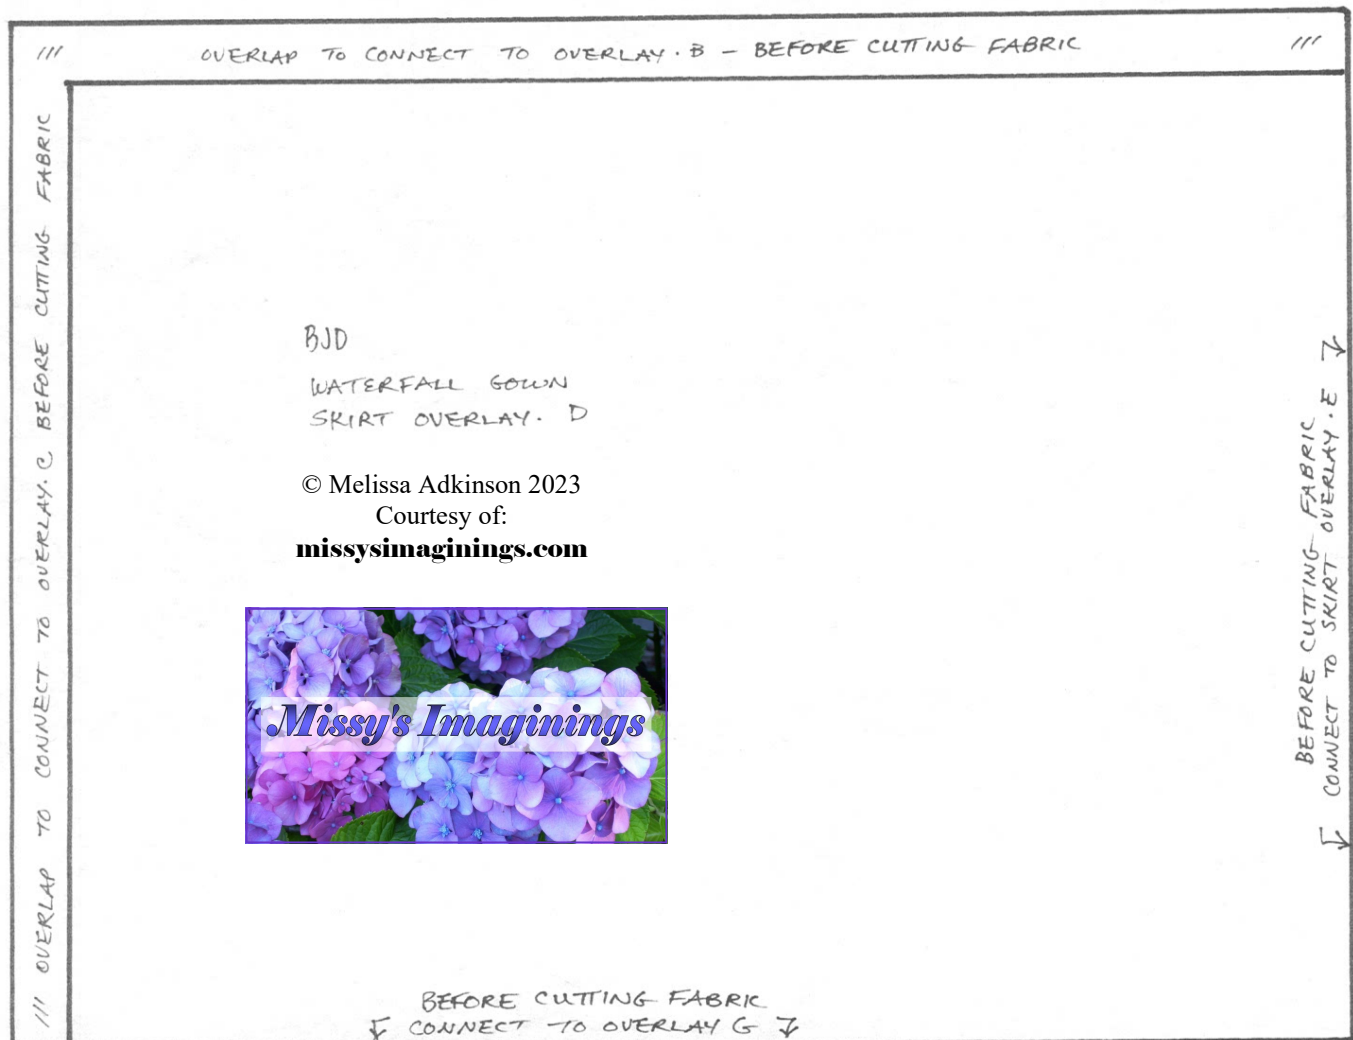 /// OVERLAP TO CONNECT TO OVERLAY. B – BEFORE CUTTING FABRIC ///
/// OVERLAP TO CONNECT TO OVERLAY. C BEFORE CUTTING FABRIC
BJD
WATERFALL GOWN
SKIRT OVERLAY. D
© Melissa Adkinson 2023
Courtesy of:
missysimaginings.com
Missy's Imaginings
BEFORE CUTTING FABRIC
CONNECT TO SKIRT OVERLAY. E
BEFORE CUTTING FABRIC
CONNECT TO OVERLAY G